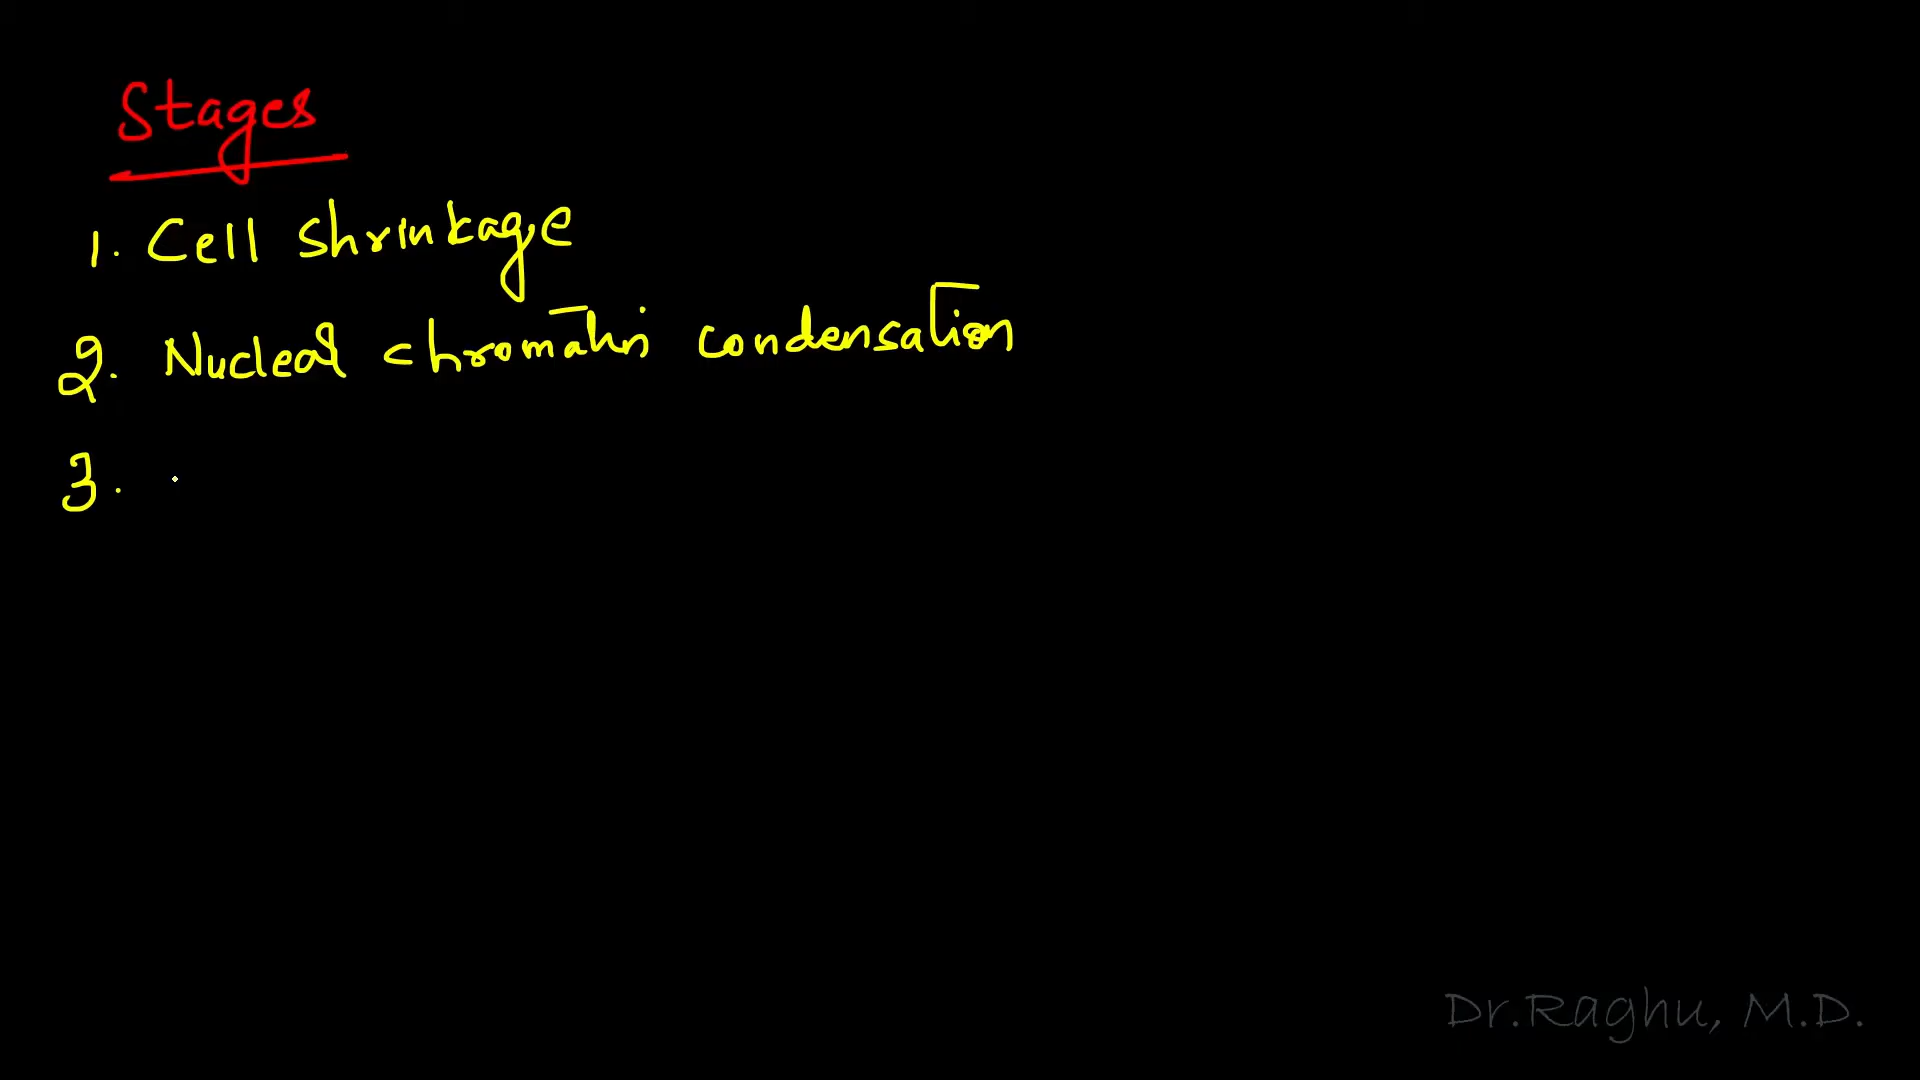 Stages
1. Cell shrinkage
2. Nuclear chromatin condensation
3.
Dr.Raghu, M.D.